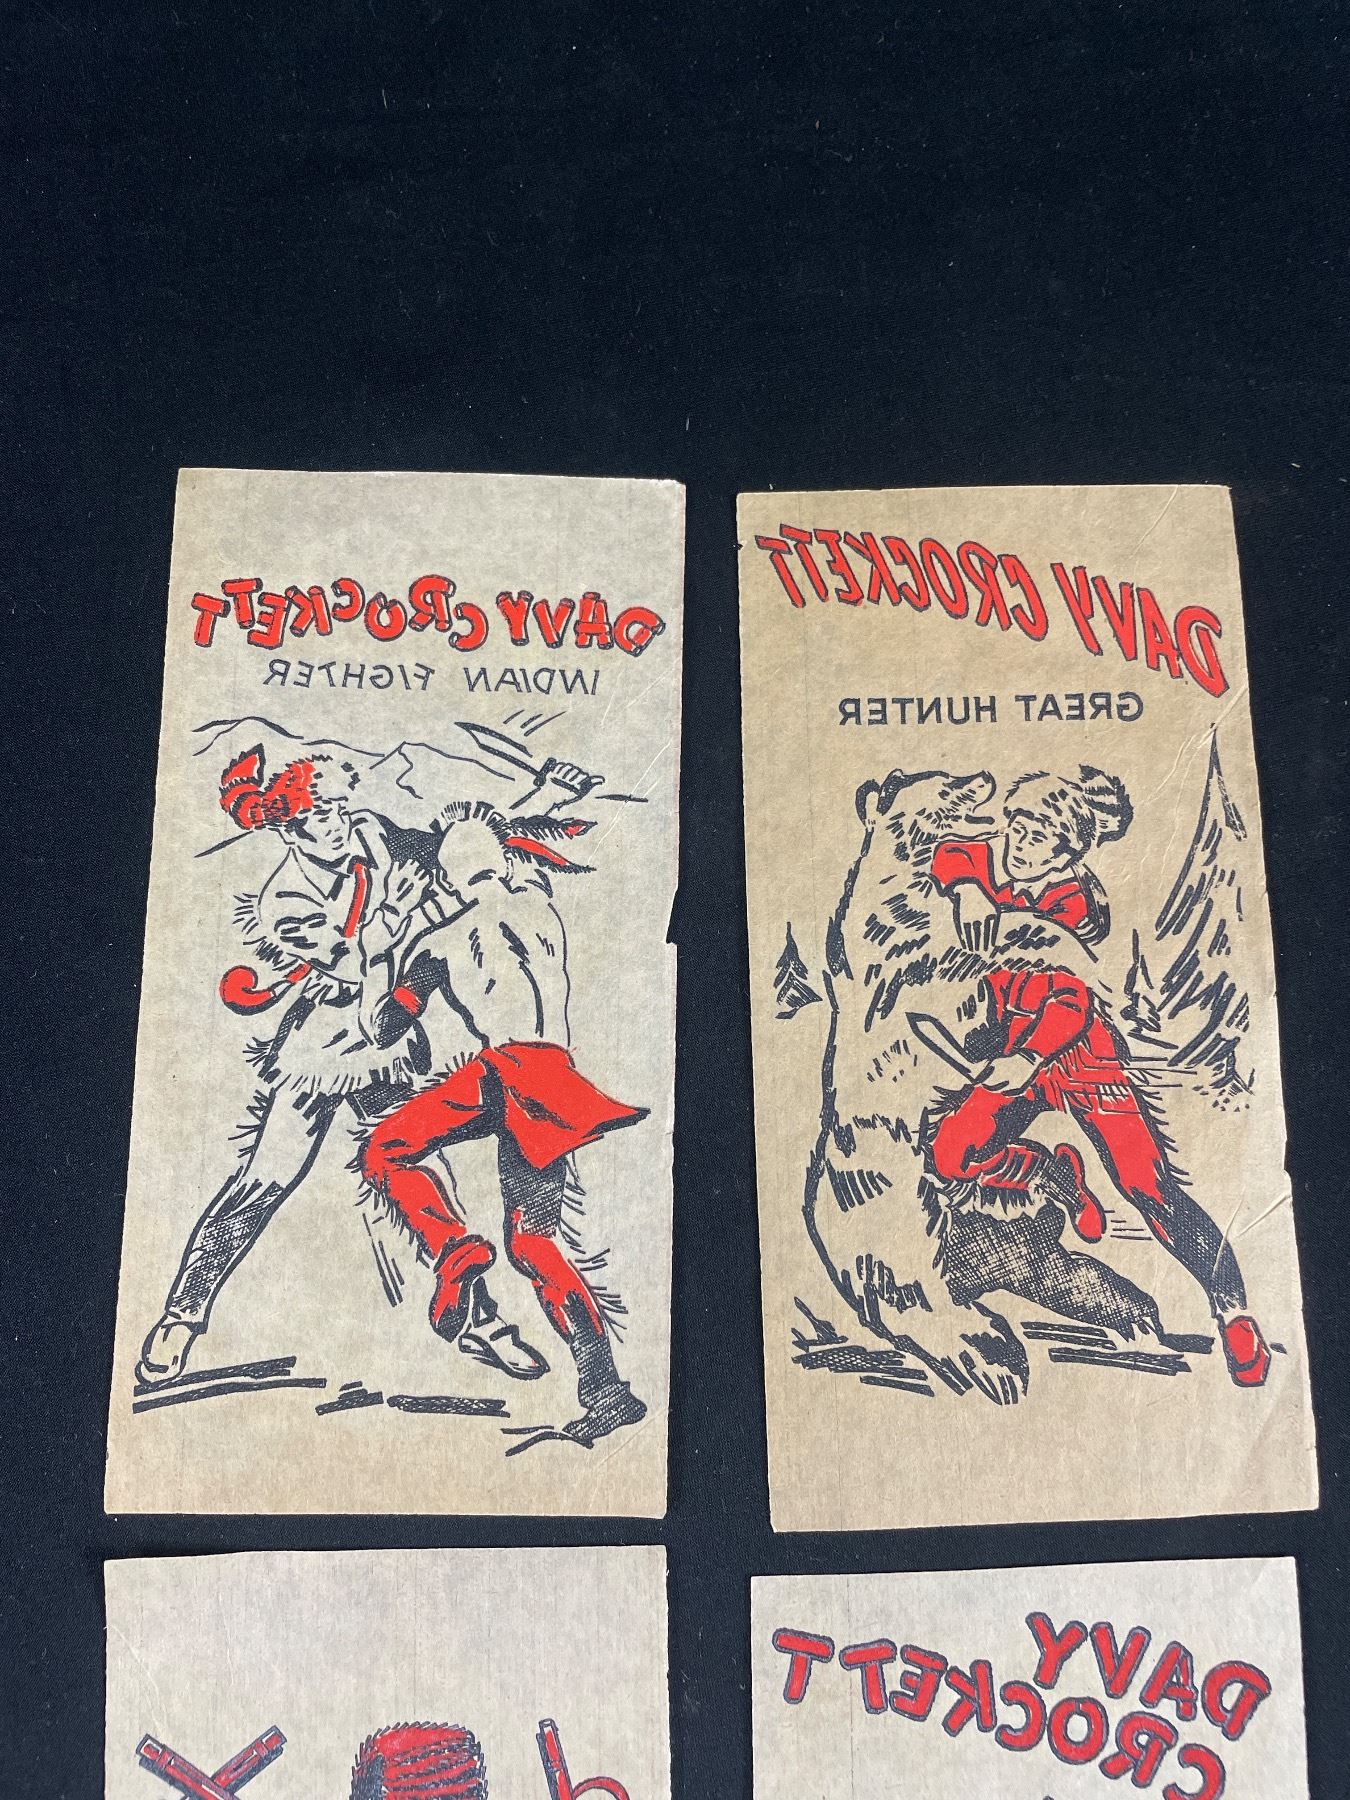 DAVY CROCKETT
INDIAN FIGHTER
DAVY CROCKETT
GREAT HUNTER
DAVY
CROCKETT